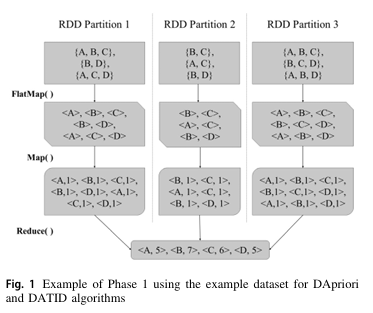 RDD Partition 1 RDD Partition 2 RDD Partition 3
{A, B, C}, {B, C}, {A, B, C},
{B, D}, {A, C}, {B, C, D},
{A, C, D} {B, D} {A, B, D}
FlatMap( )
<A>, <B>, <C>, <B>, <C>, <A>, <B>, <C>,
<B>, <D>, <A>, <C>, <B>, <C>, <D>,
<A>, <C>, <D> <B>, <D> <A>, <B>, <D>
Map( )
<A,1>, <B,1>, <C,1>, <B, 1>, <C, 1>, <A,1>, <B,1>, <C,1>,
<B,1>, <D,1>, <A,1>, <A, 1>, <C, 1>, <B,1>, <C,1>, <D,1>,
<C,1>, <D,1> <B, 1>, <D, 1> <A,1>, <B,1>, <D,1>
Reduce( )
<A, 5>, <B, 7>, <C, 6>, <D, 5>
Fig. 1 Example of Phase 1 using the example dataset for DApriori
and DATID algorithms